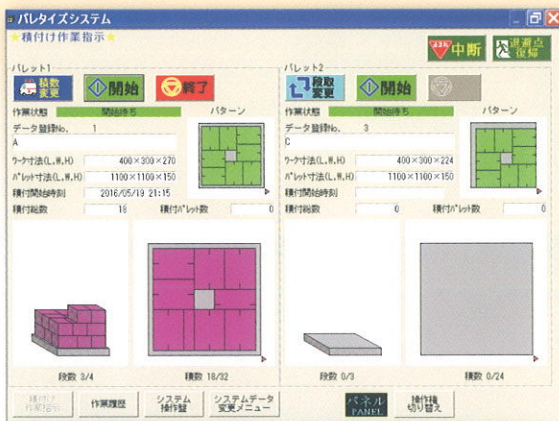 パレタイズシステム
★積付け作業指示★
中断
退避点
復帰
パレット1
積数
変更
開始
終了
作業状態
開始待ち
パターン
データ登録No.
1
A
ワーク寸法(L,W,H)
400×300×270
パレット寸法(L,W,H)
1100×1100×150
積付開始時刻
2016/05/19 21:15
積付総数
18
積付パレット数
0
段数 3/4
積数 18/32
パレット2
段取
変更
開始
作業状態
開始待ち
パターン
データ登録No.
3
C
ワーク寸法(L,W,H)
400×300×224
パレット寸法(L,W,H)
1100×1100×150
積付開始時刻
積付総数
0
積付パレット数
0
段数 0/3
積数 0/24
積付け
作業指示
作業履歴
システム
操作盤
システムデータ
変更メニュー
パネル
PANEL
操作権
切り替え